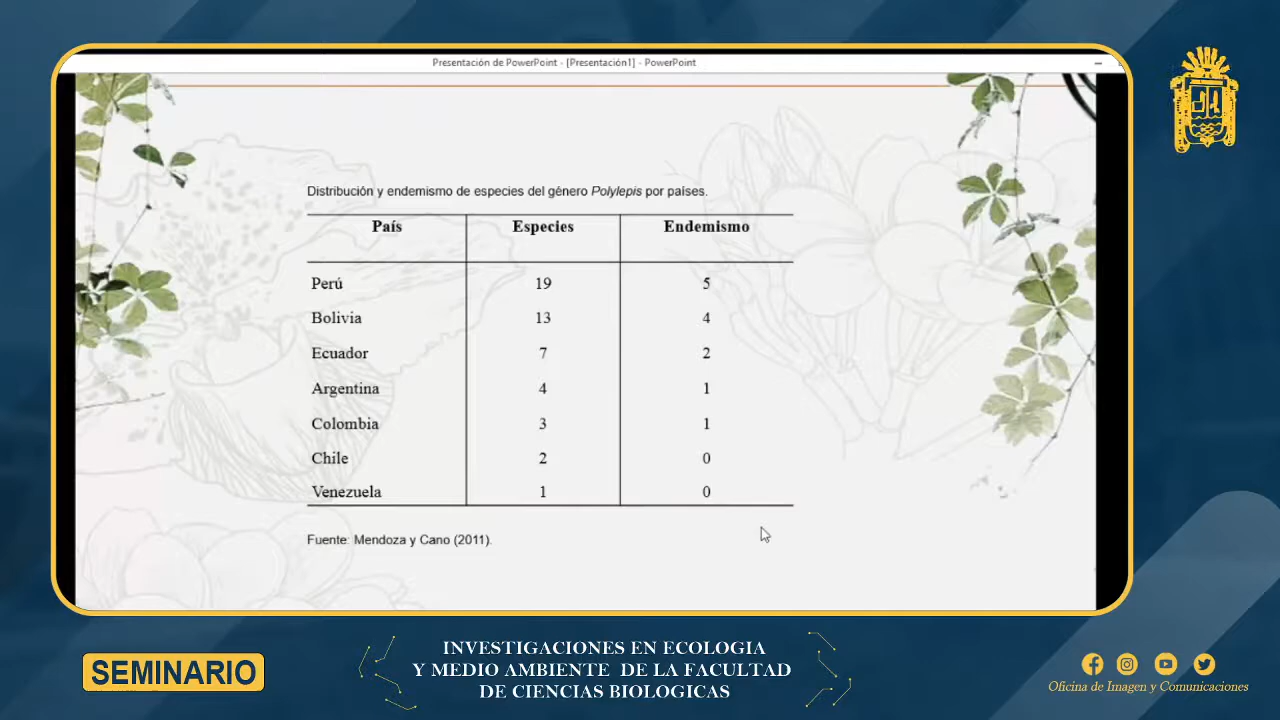 Presentación de PowerPoint - [Presentación1] - PowerPoint
Distribución y endemismo de especies del género Polylepis por países.
País Especies Endemismo
Perú 19 5
Bolivia 13 4
Ecuador 7 2
Argentina 4 1
Colombia 3 1
Chile 2 0
Venezuela 1 0
Fuente: Mendoza y Cano (2011).
SEMINARIO
INVESTIGACIONES EN ECOLOGIA
Y MEDIO AMBIENTE DE LA FACULTAD
DE CIENCIAS BIOLOGICAS
Oficina de Imagen y Comunicaciones